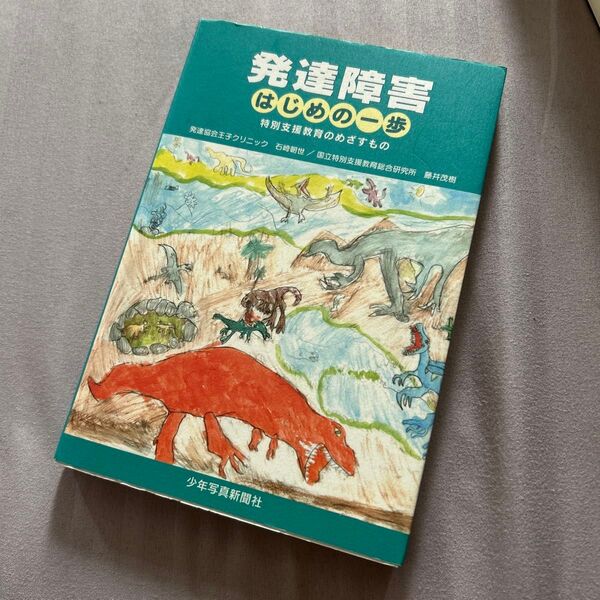 発達障害
はじめの一歩
特別支援教育のめざすもの
発達協会王子クリニック 石崎朝世／国立特別支援教育総合研究所 藤井茂樹
少年写真新聞社